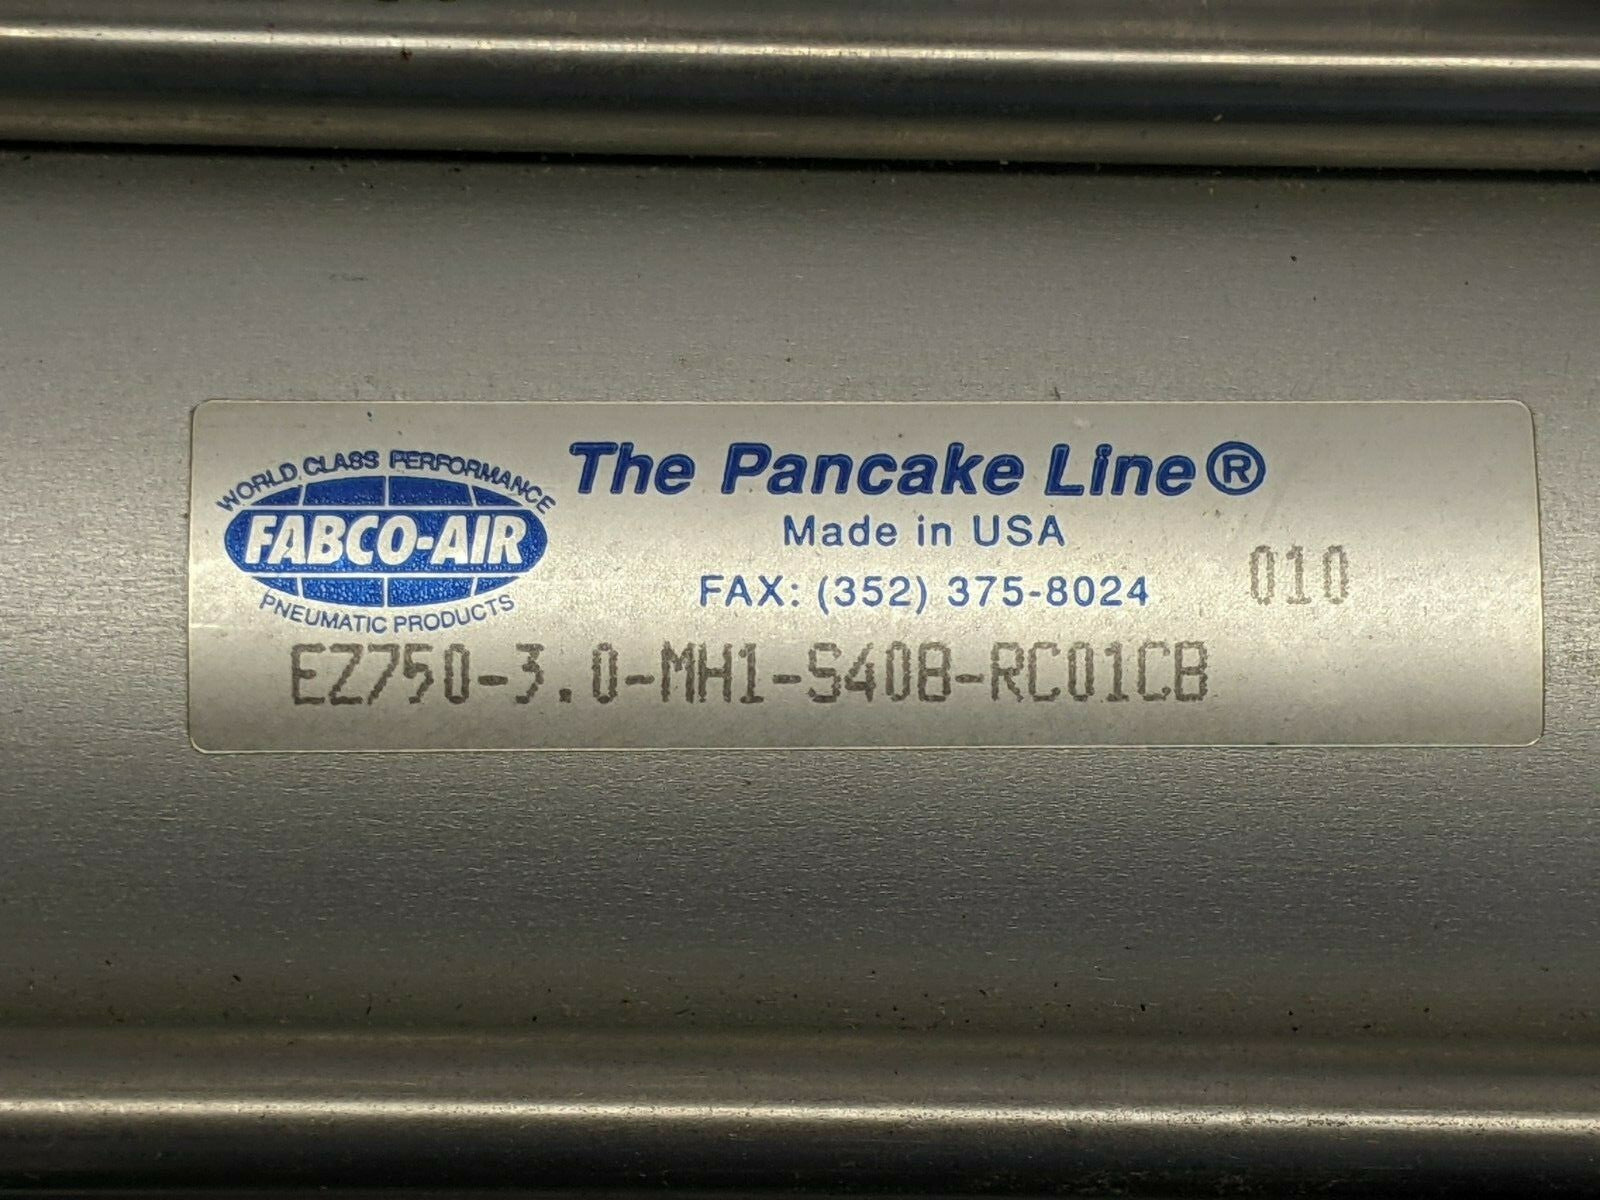 WORLD CLASS PERFORMANCE
FABCO-AIR
PNEUMATIC PRODUCTS
The Pancake Line®
Made in USA
FAX: (352) 375-8024
010
EZ750-3.0-MH1-S40B-RC01CB